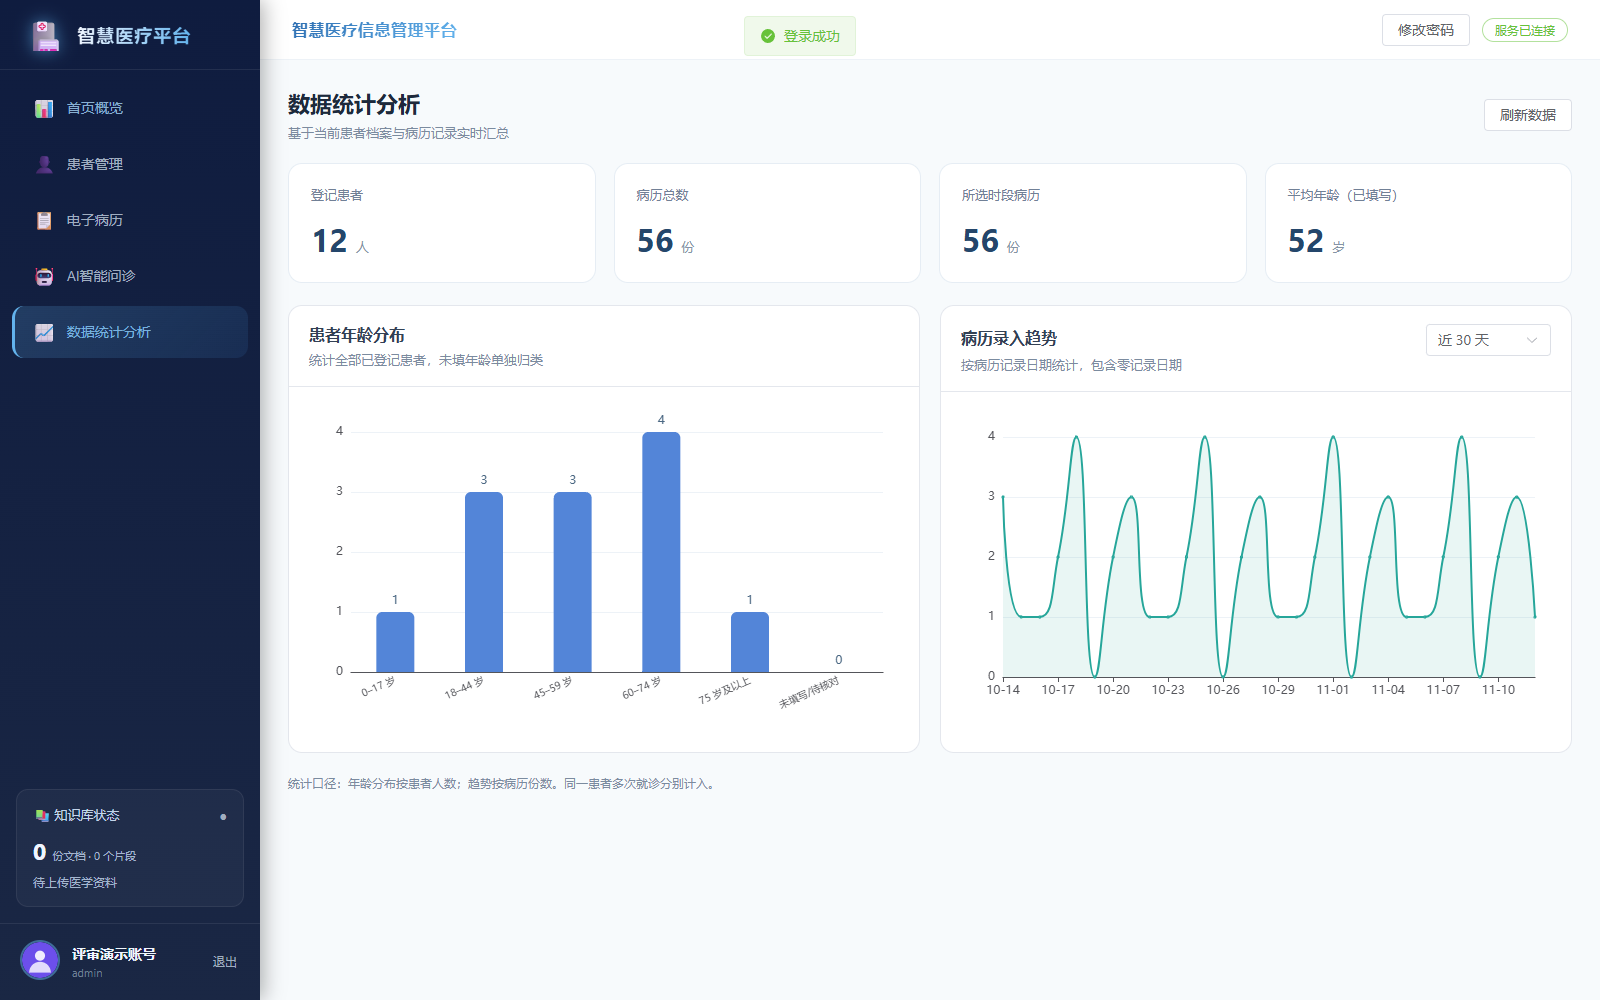 智慧医疗平台
首页概览
患者管理
电子病历
AI智能问诊
数据统计分析
知识库状态
0 份文档 · 0 个片段
待上传医学资料
评审演示账号
admin
退出
智慧医疗信息管理平台
登录成功
修改密码
服务已连接
数据统计分析
基于当前患者档案与病历记录实时汇总
刷新数据
登记患者
12 人
病历总数
56 份
所选时段病历
56 份
平均年龄（已填写）
52 岁
患者年龄分布
统计全部已登记患者，未填年龄单独归类
4
3
2
1
0
1
3
3
4
1
0
0–17 岁
18–44 岁
45–59 岁
60–74 岁
75 岁及以上
未填写/待核对
病历录入趋势
按病历记录日期统计，包含零记录日期
近 30 天
4
3
2
1
0
10-14
10-17
10-20
10-23
10-26
10-29
11-01
11-04
11-07
11-10
统计口径：年龄分布按患者人数；趋势按病历份数。同一患者多次就诊分别计入。